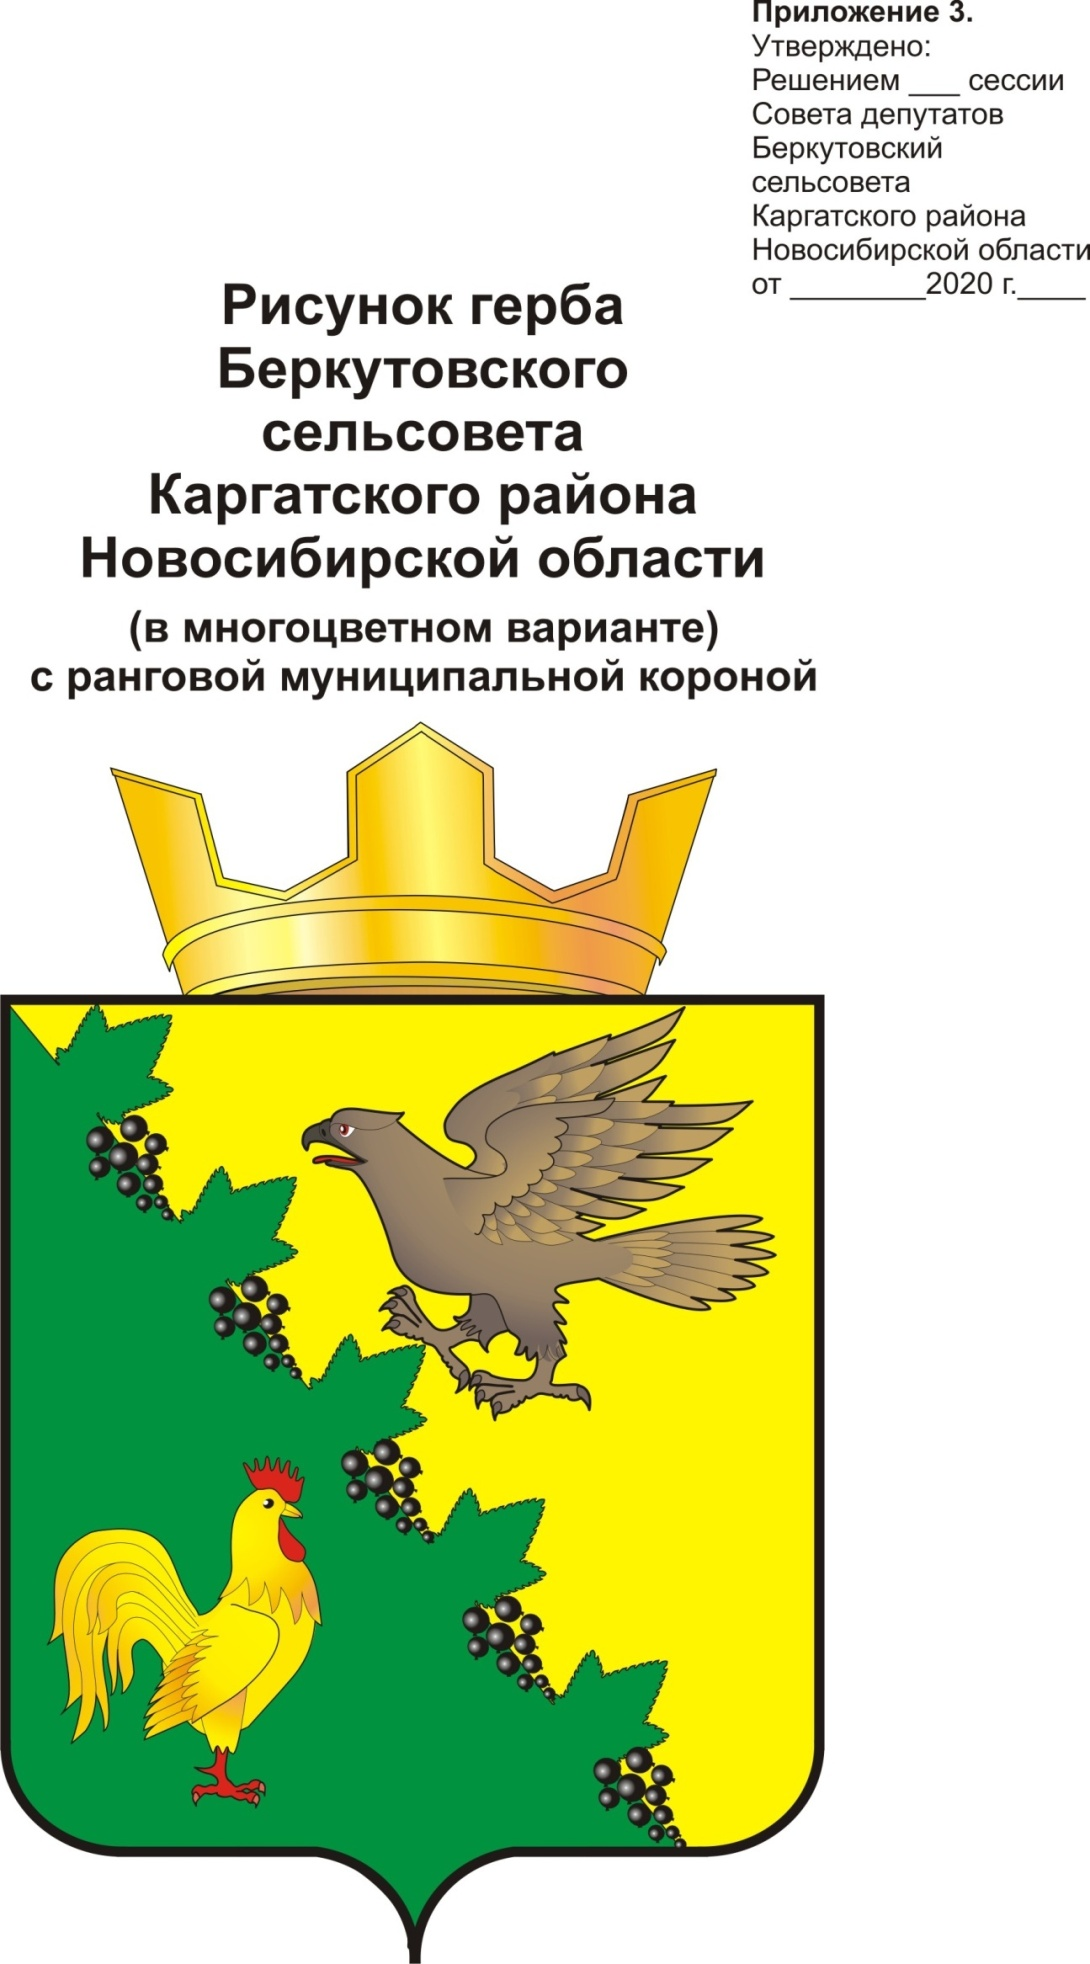 Приложение 3.
Утверждено:
Решением ___ сессии
Совета депутатов
Беркутовский
сельсовета
Каргатского района
Новосибирской области
от ________2020 г.____
Рисунок герба
Беркутовского
сельсовета
Каргатского района
Новосибирской области
(в многоцветном варианте)
с ранговой муниципальной короной